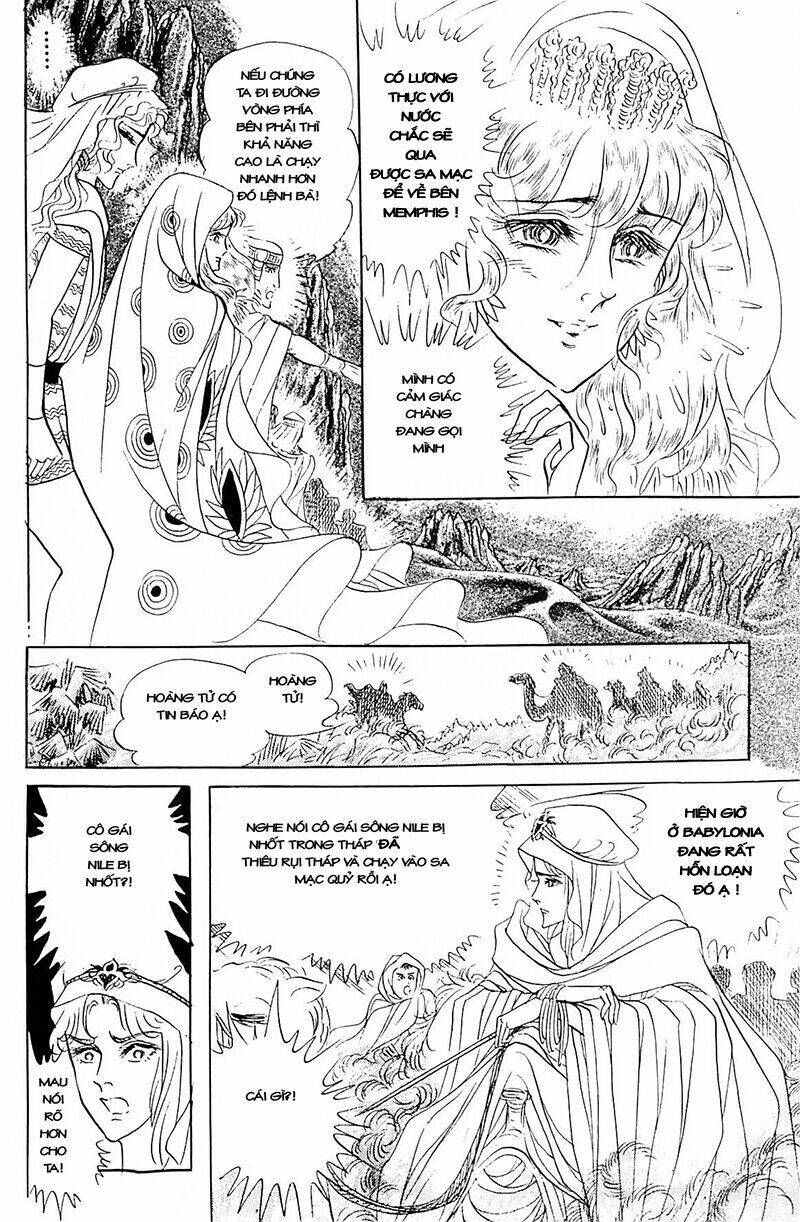 CÓ LƯƠNG
THỰC VỚI
NƯỚC
CHẮC SẼ
QUA
ĐƯỢC SA MẠC
ĐỂ VỀ BÊN
MEMPHIS !
MÌNH CÓ
CẢM GIÁC
CHÀNG
ĐANG GỌI
MÌNH
NẾU CHÚNG
TA ĐI ĐƯỜNG
VÒNG PHÍA
BÊN PHẢI THÌ
KHẢ NĂNG
CAO LÀ CHẠY
NHANH HƠN
ĐÓ LỆNH BÀ!
......
HOÀNG
TỬ!
HOÀNG TỬ CÓ
TIN BÁO Ạ!
HIỆN GIỜ
Ở BABYLONIA
ĐANG RẤT
HỖN LOẠN
ĐÓ Ạ !
NGHE NÓI CÔ GÁI SÔNG NILE BỊ
NHỐT TRONG THÁP ĐÃ
THIÊU RỤI THÁP VÀ CHẠY VÀO SA
MẠC QUỶ RỒI Ạ!
CÁI GÌ?!
CÔ GÁI
SÔNG
NILE BỊ
NHỐT?!
MAU
NÓI
RÕ
HƠN
CHO
TA!